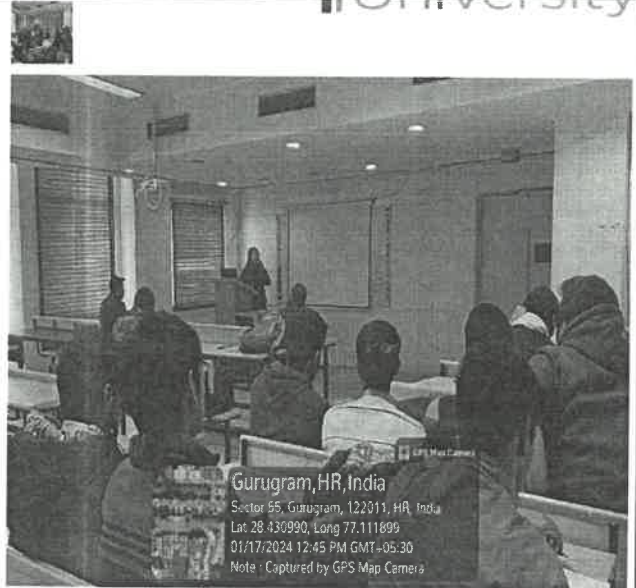 University
GPS Map Camera
Gurugram, HR, India
Sector 55, Gurugram, 122011, HR, India
Lat 28.430990, Long 77.111899
01/17/2024 12:45 PM GMT+05:30
Note : Captured by GPS Map Camera